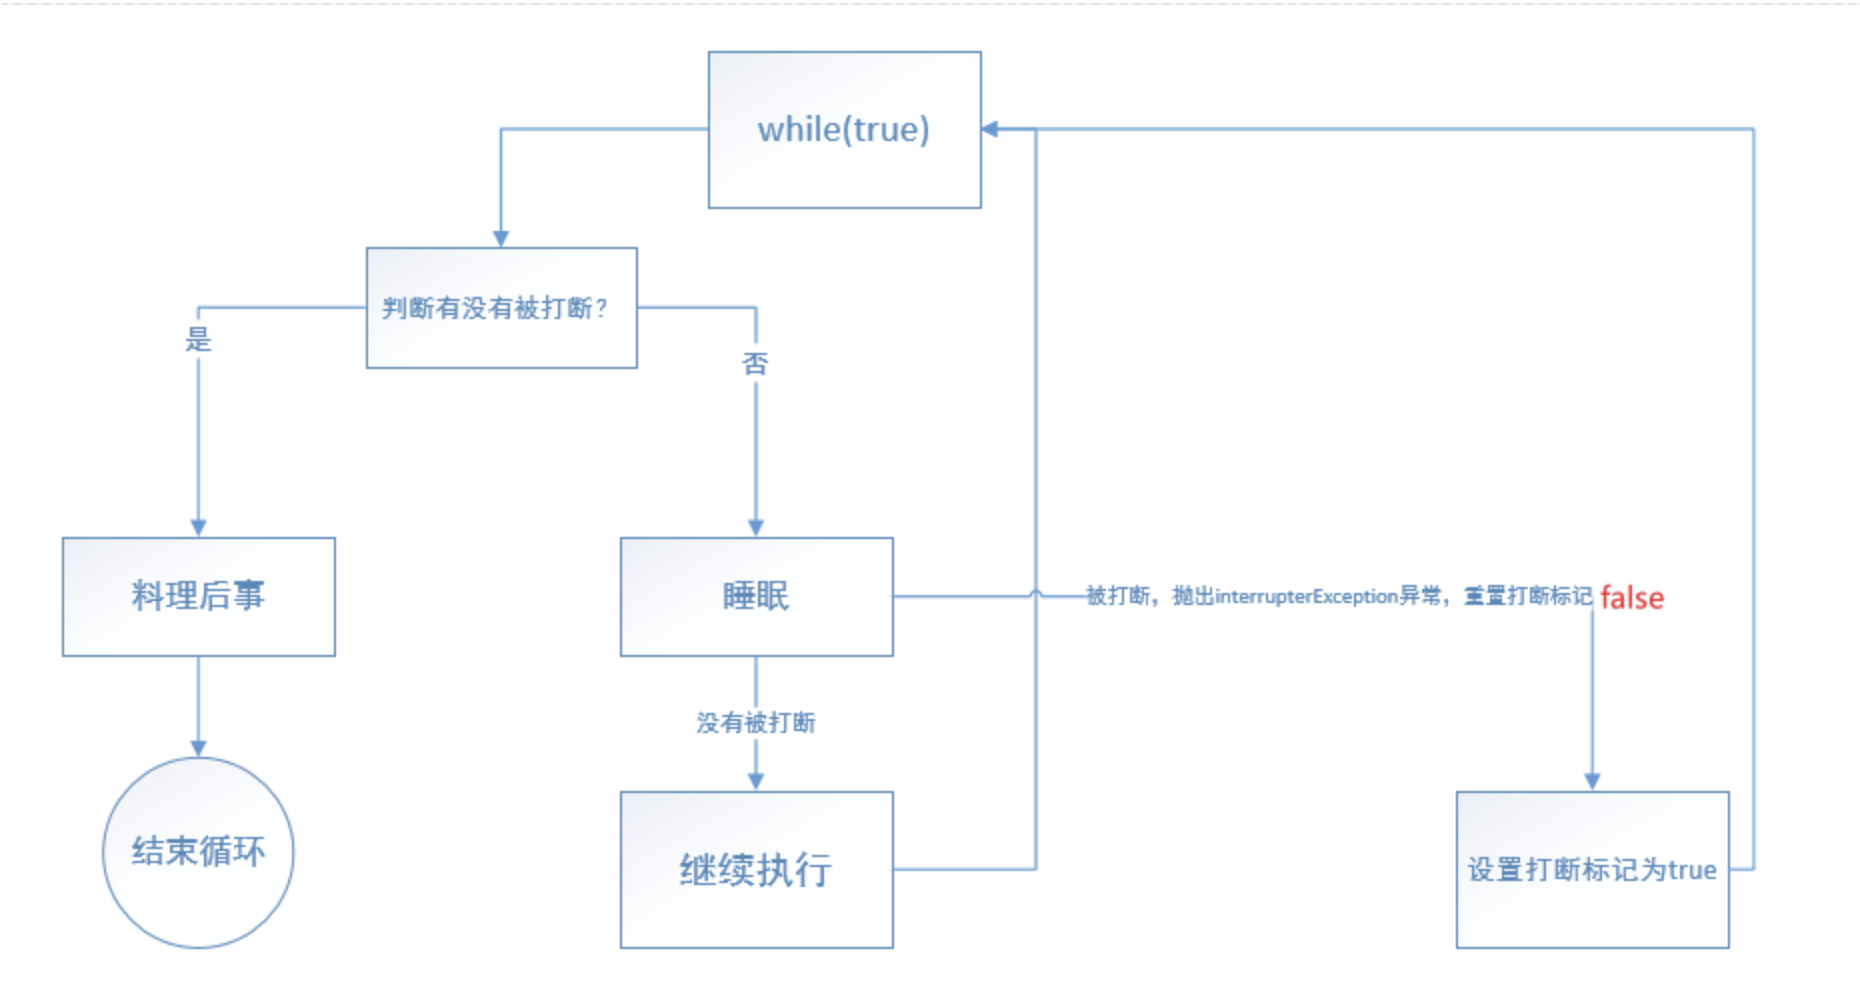 while(true)
判断有没有被打断？
是
否
料理后事
睡眠
被打断，抛出interrupterException异常，重置打断标记 false
没有被打断
结束循环
继续执行
设置打断标记为true